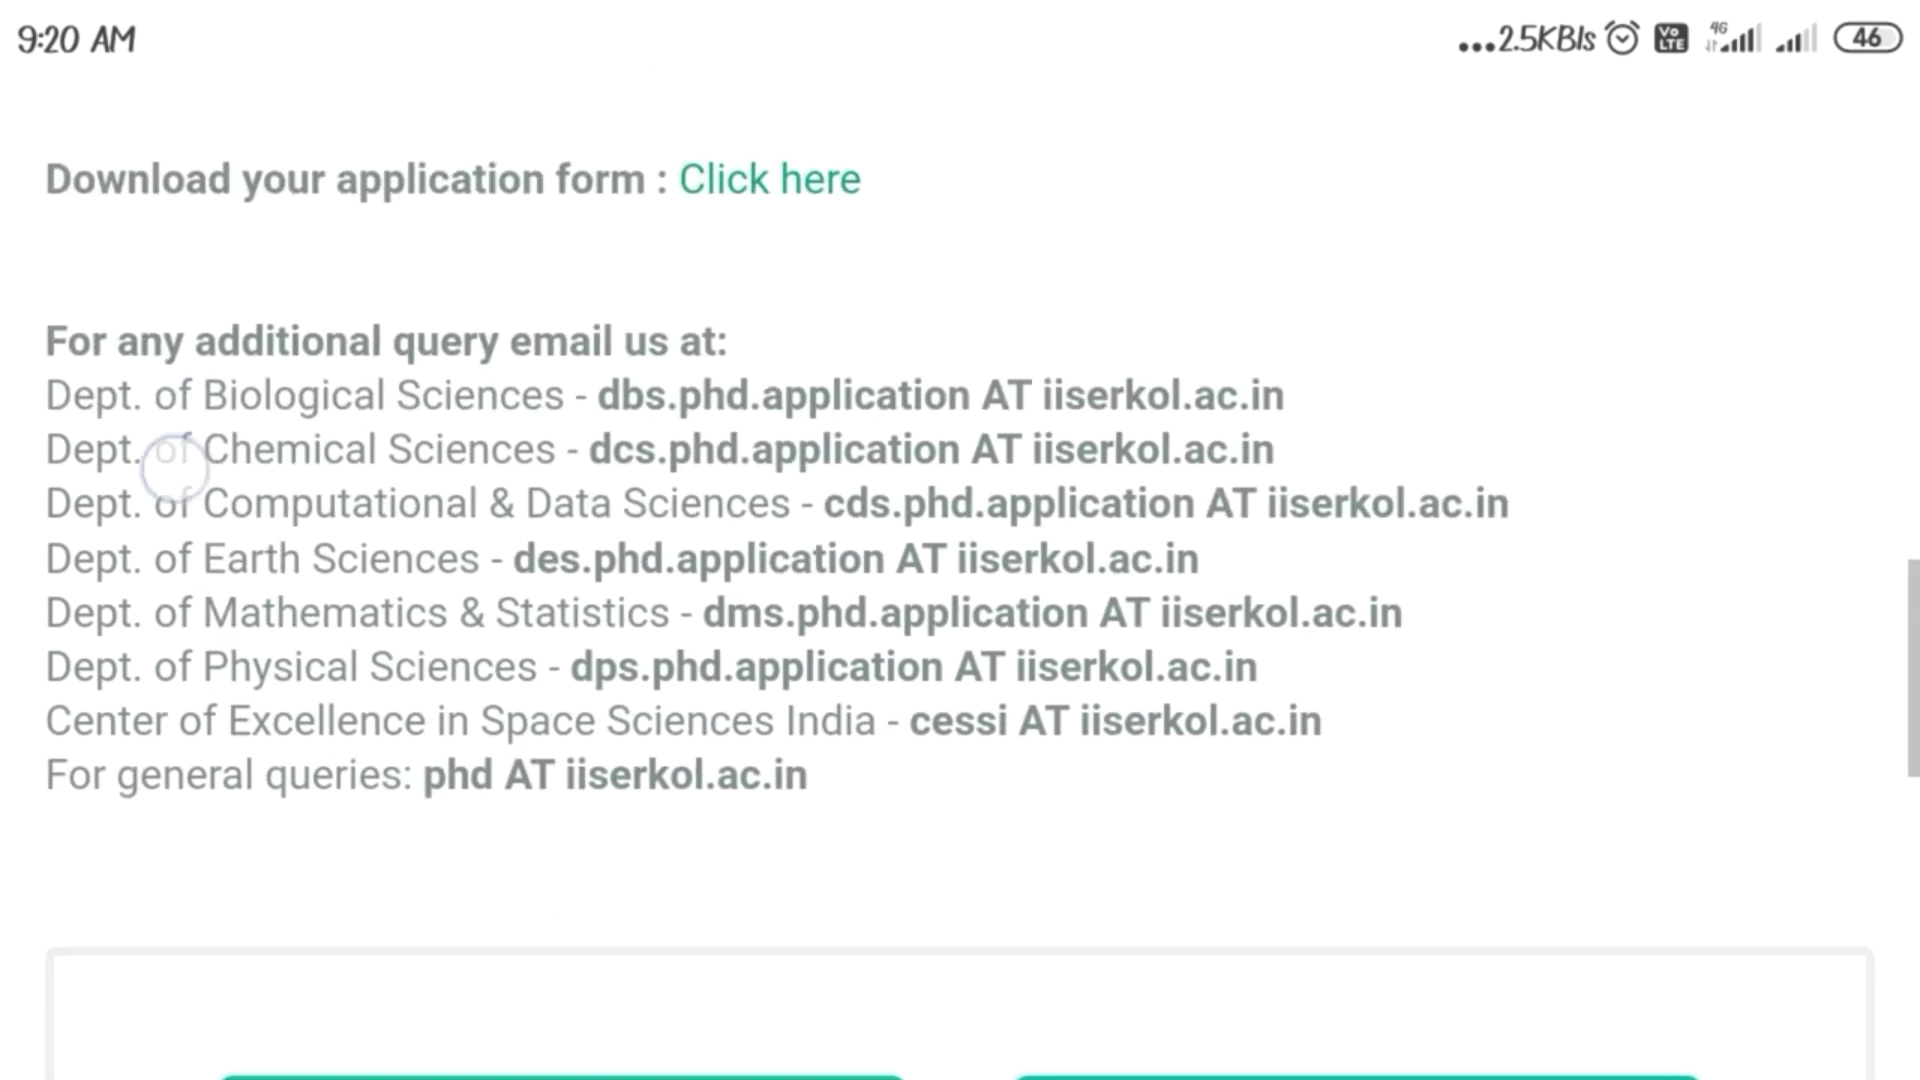 9:20 AM
...2.5KB/s Vo LTE 4G 46
Download your application form : Click here
For any additional query email us at:
Dept. of Biological Sciences - dbs.phd.application AT iiserkol.ac.in
Dept. of Chemical Sciences - dcs.phd.application AT iiserkol.ac.in
Dept. of Computational & Data Sciences - cds.phd.application AT iiserkol.ac.in
Dept. of Earth Sciences - des.phd.application AT iiserkol.ac.in
Dept. of Mathematics & Statistics - dms.phd.application AT iiserkol.ac.in
Dept. of Physical Sciences - dps.phd.application AT iiserkol.ac.in
Center of Excellence in Space Sciences India - cessi AT iiserkol.ac.in
For general queries: phd AT iiserkol.ac.in